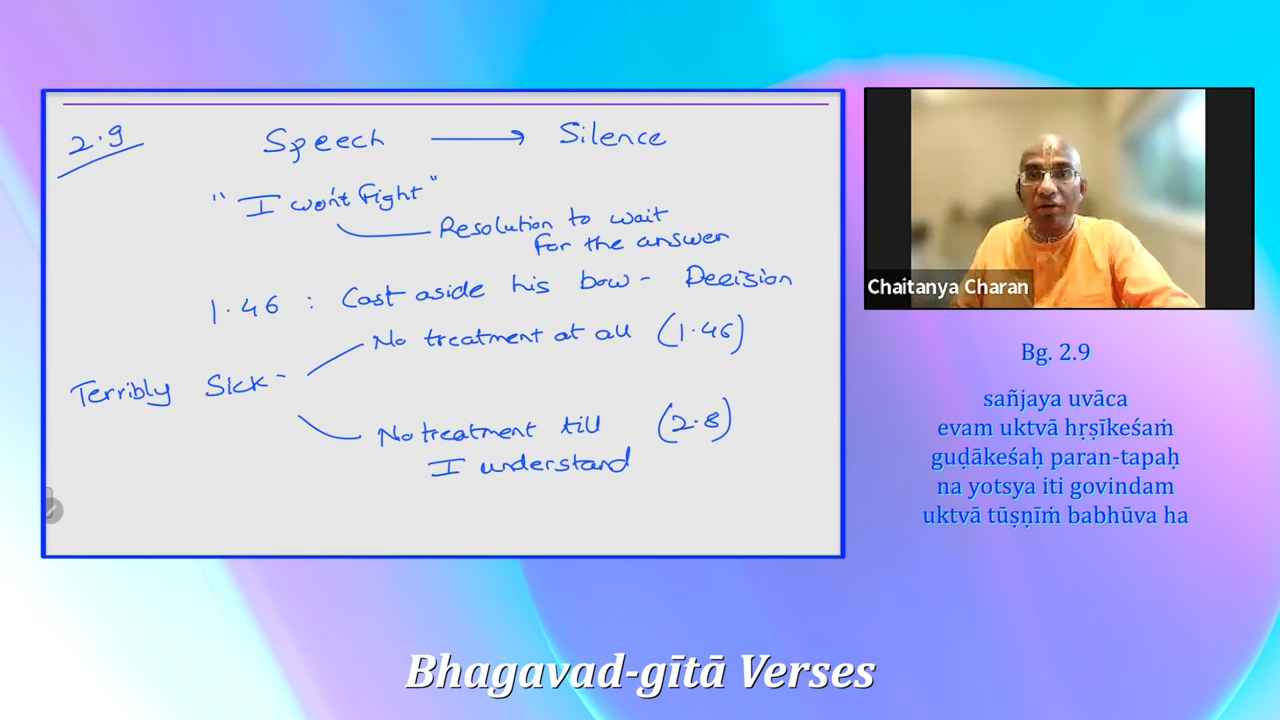 2.9 Speech → Silence
"I won't fight"
Resolution to wait
for the answer
1.46 : Cast aside his bow - Decision
No treatment at all (1.46)
Terribly Sick -
No treatment till (2.8)
I understand
Chaitanya Charan
Bg. 2.9
sañjaya uvāca
evam uktvā hṛṣīkeśaṁ
guḍākeśaḥ paran-tapaḥ
na yotsya iti govindam
uktvā tūṣṇīṁ babhūva ha
Bhagavad-gītā Verses